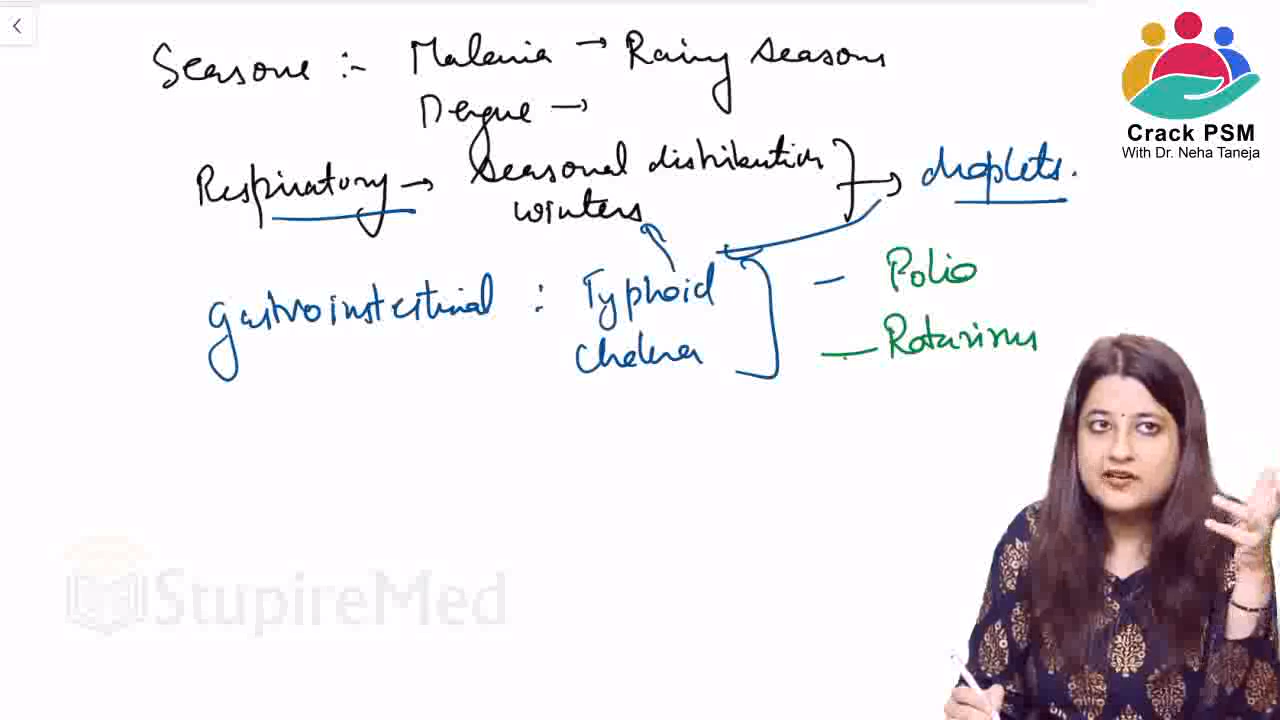 Seasons :- Malaria → Rainy seasons
Dengue →
Respiratory → Seasonal distribution → droplets.
winters
Gastrointestinal : Typhoid – Polio
Cholera — Rotavirus
Crack PSM
With Dr. Neha Taneja
StupireMed